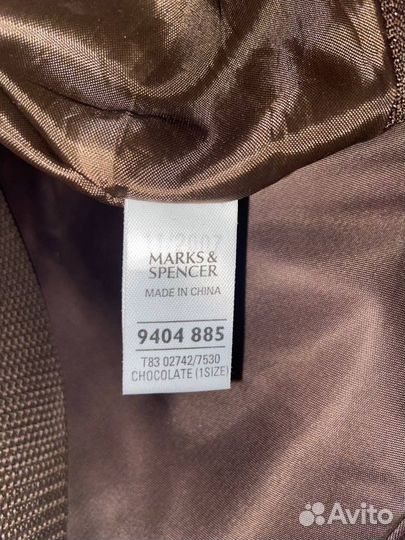 MARKS &
SPENCER
MADE IN CHINA
9404 885
T83 02742/7530
CHOCOLATE (1SIZE)
Avito